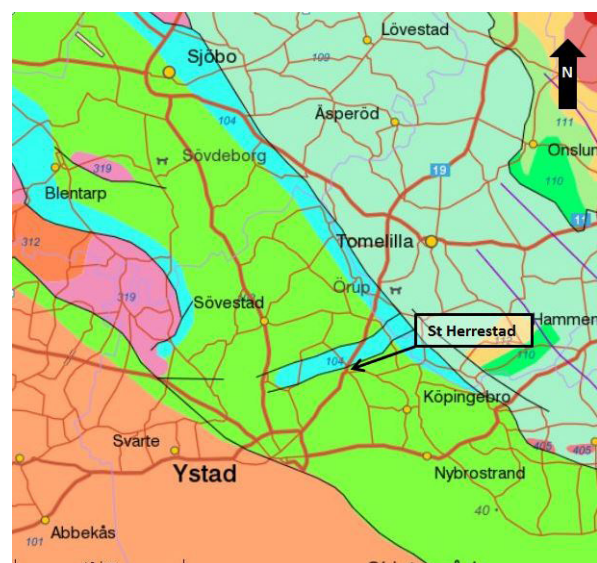 Lövestad
Sjöbo
109
N
104
Äsperöd
111
Sövdeborg
Onslun
319
110
19
Blentarp
11
312
Tomelilla
319
Örup
Sövestad
St Herrestad
Hammen
110
104
Köpingebro
Svarte
405
405
Ystad
Nybrostrand
40
Abbekås
101